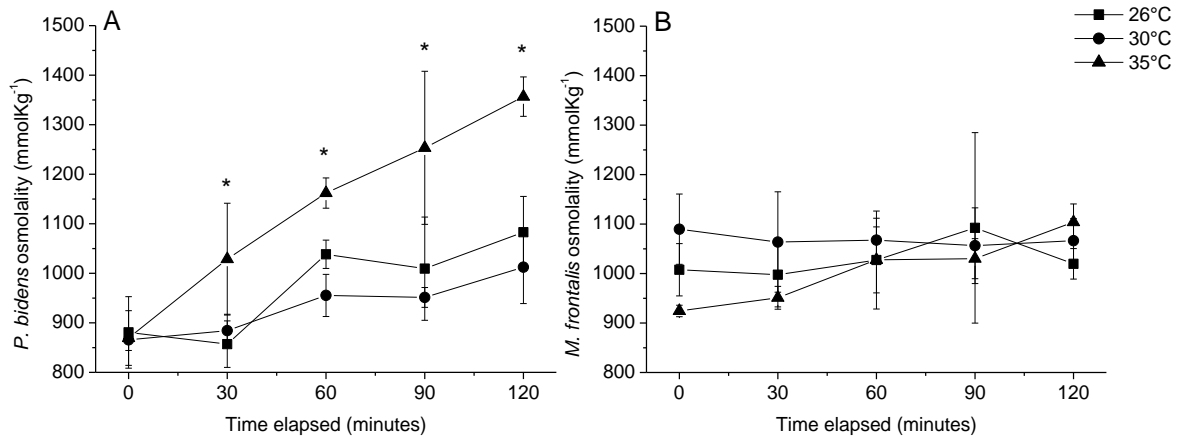 A
B
26°C
30°C
35°C
P. bidens osmolality (mmolKg-1)
1500
1400
1300
1200
1100
1000
900
800
* * * *
0 30 60 90 120
Time elapsed (minutes)
M. frontalis osmolality (mmolKg-1)
1500
1400
1300
1200
1100
1000
900
800
0 30 60 90 120
Time elapsed (minutes)